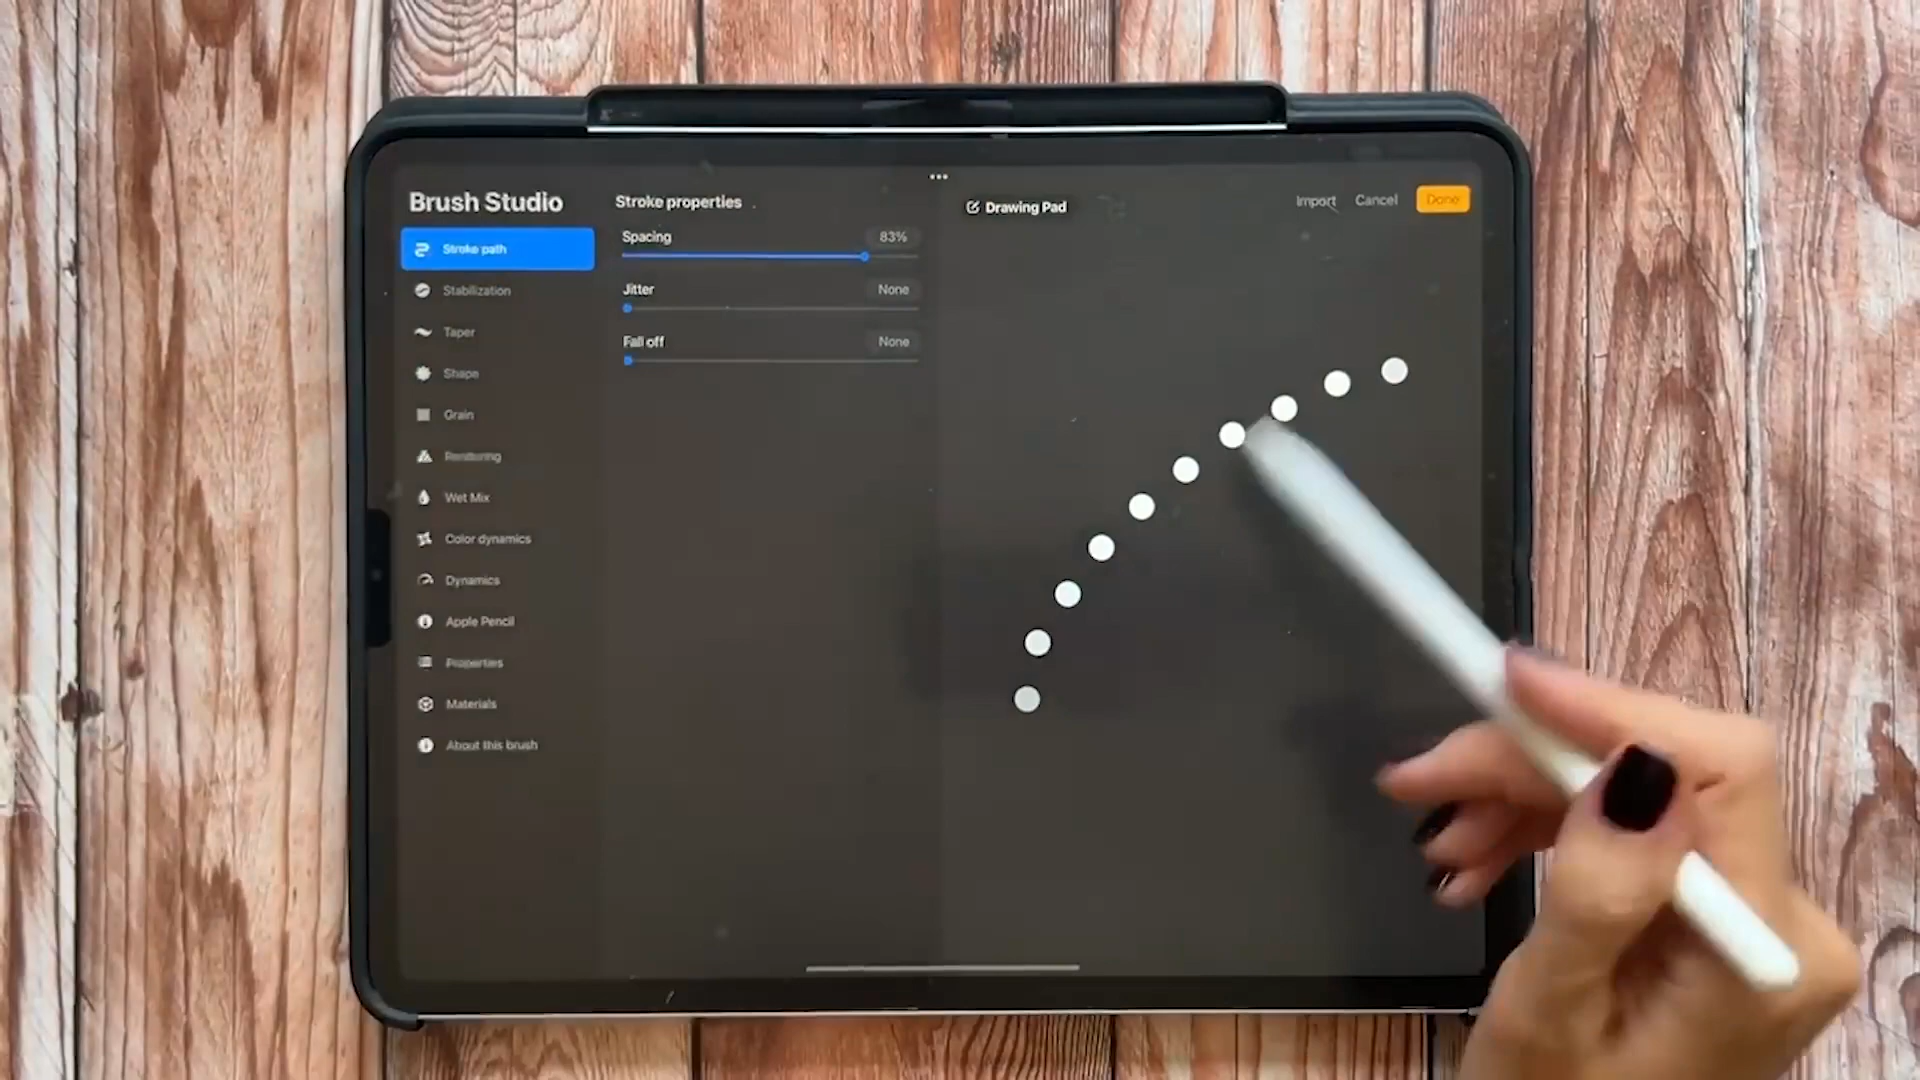 Brush Studio
Stroke path
Stabilization
Taper
Shape
Grain
Rendering
Wet Mix
Color dynamics
Dynamics
Apple Pencil
Properties
Materials
About this brush
Stroke properties
Spacing 83%
Jitter None
Fall off None
Drawing Pad
Import Cancel Done